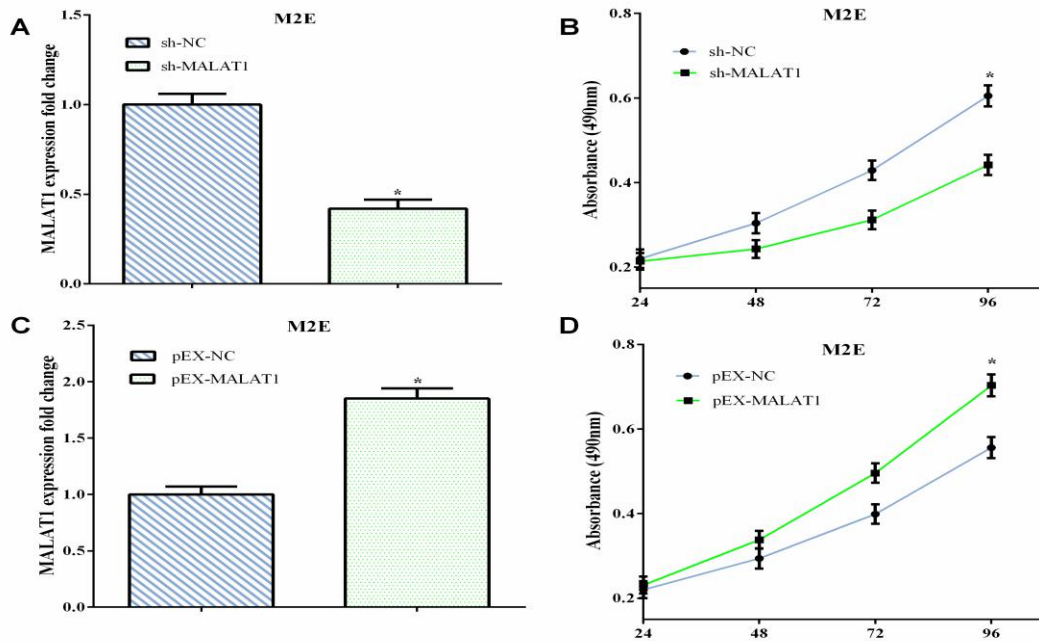 A
M2E
MALAT1 expression fold change
1.5
1.0
0.5
0.0
sh-NC
sh-MALAT1
*
B
M2E
Absorbance (490nm)
0.8
0.6
0.4
0.2
sh-NC
sh-MALAT1
*
24 48 72 96
C
M2E
MALAT1 expression fold change
2.5
2.0
1.5
1.0
0.5
0.0
pEX-NC
pEX-MALAT1
*
D
M2E
Absorbance (490nm)
0.8
0.6
0.4
0.2
pEX-NC
pEX-MALAT1
*
24 48 72 96